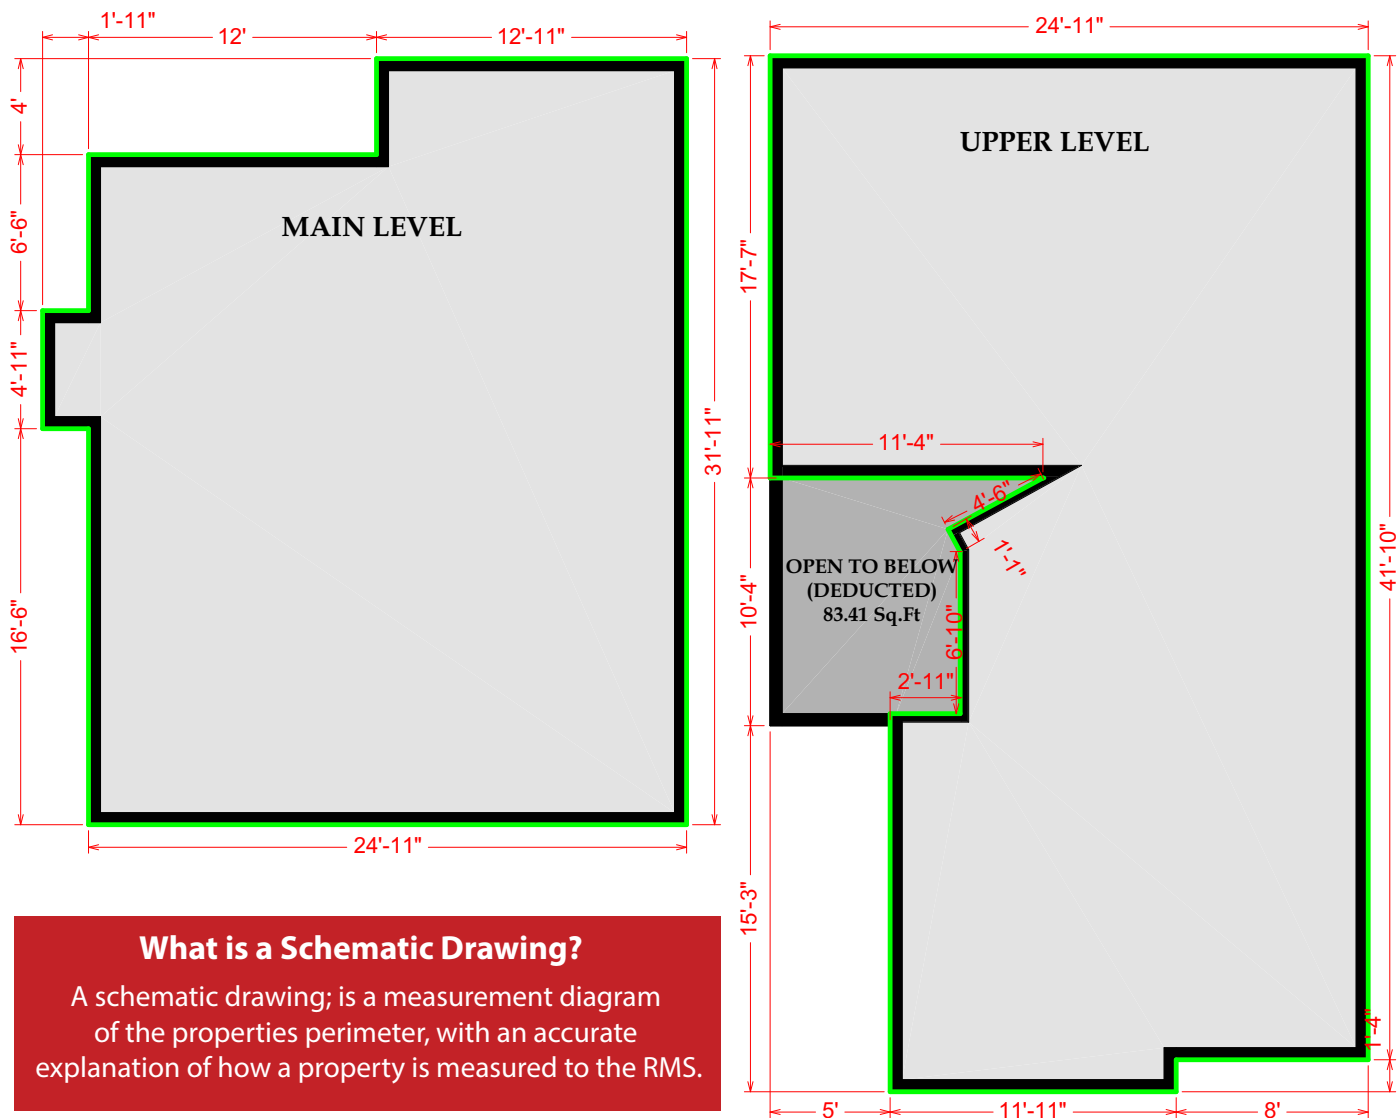 1'-11"
12'
12'-11"
4'
6'-6"
4'-11"
16'-6"
MAIN LEVEL
31'-11"
24'-11"
24'-11"
UPPER LEVEL
17'-7"
11'-4"
4'-6"
1'-1"
OPEN TO BELOW
(DEDUCTED)
83.41 Sq.Ft
10'-4"
6'-10"
2'-11"
41'-10"
15'-3"
1'-4"
5'
11'-11"
8'
What is a Schematic Drawing?
A schematic drawing; is a measurement diagram
of the properties perimeter, with an accurate
explanation of how a property is measured to the RMS.